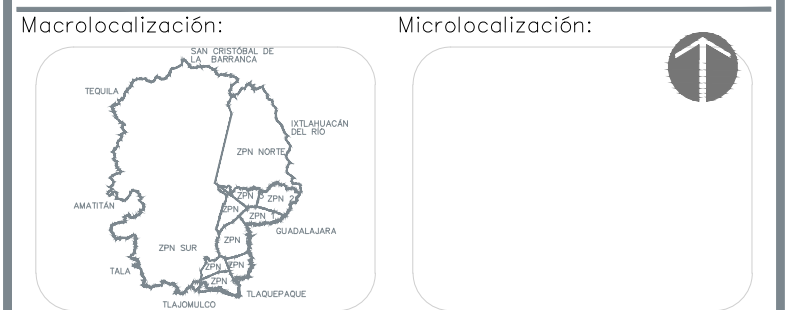 Macrolocalización:
Microlocalización:
SAN CRISTÓBAL DE
LA BARRANCA
TEQUILA
IXTLAHUACÁN
DEL RÍO
ZPN NORTE
ZPN
ZPN 2
AMATITÁN
ZPN
ZPN 1
GUADALAJARA
ZPN
ZPN SUR
ZPN
ZPN
TALA
ZPN
TLAQUEPAQUE
TLAJOMULCO